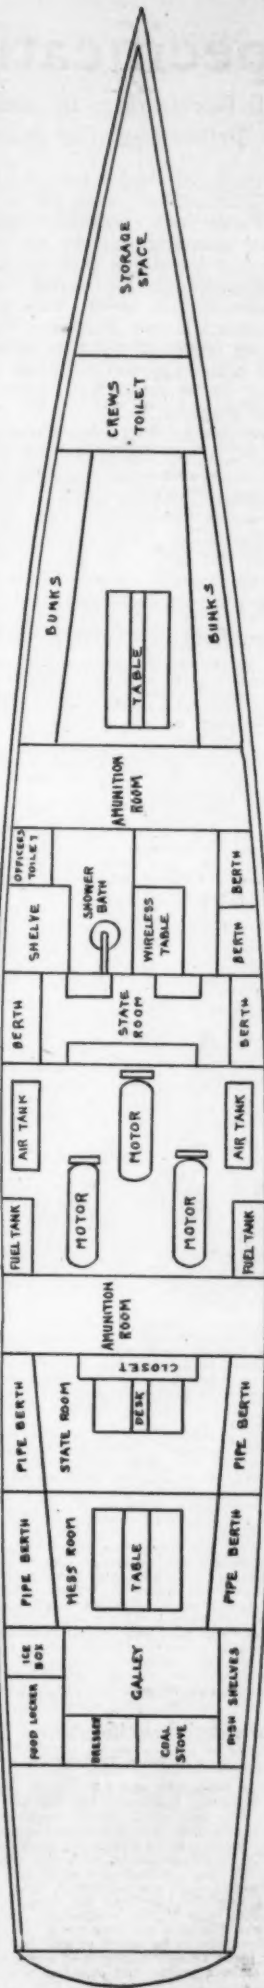 STORAGE
SPACE
CREWS
TOILET
BUNKS
TABLE
BUNKS
AMUNITION
ROOM
OFFICERS
TOILET
SHELVE
SHOWER
BATH
WIRELESS
TABLE
BERTH
BERTH
BERTH
STATE
ROOM
BERTH
AIR TANK
MOTOR
AIR TANK
FUEL TANK
MOTOR
MOTOR
FUEL TANK
AMUNITION
ROOM
CLOSET
PIPE BERTH
STATE ROOM
DESK
PIPE BERTH
PIPE BERTH
MESS ROOM
TABLE
PIPE BERTH
ICE
BOX
FOOD LOCKER
GALLEY
DRESSER
COAL
STOVE
DISH SHELVES